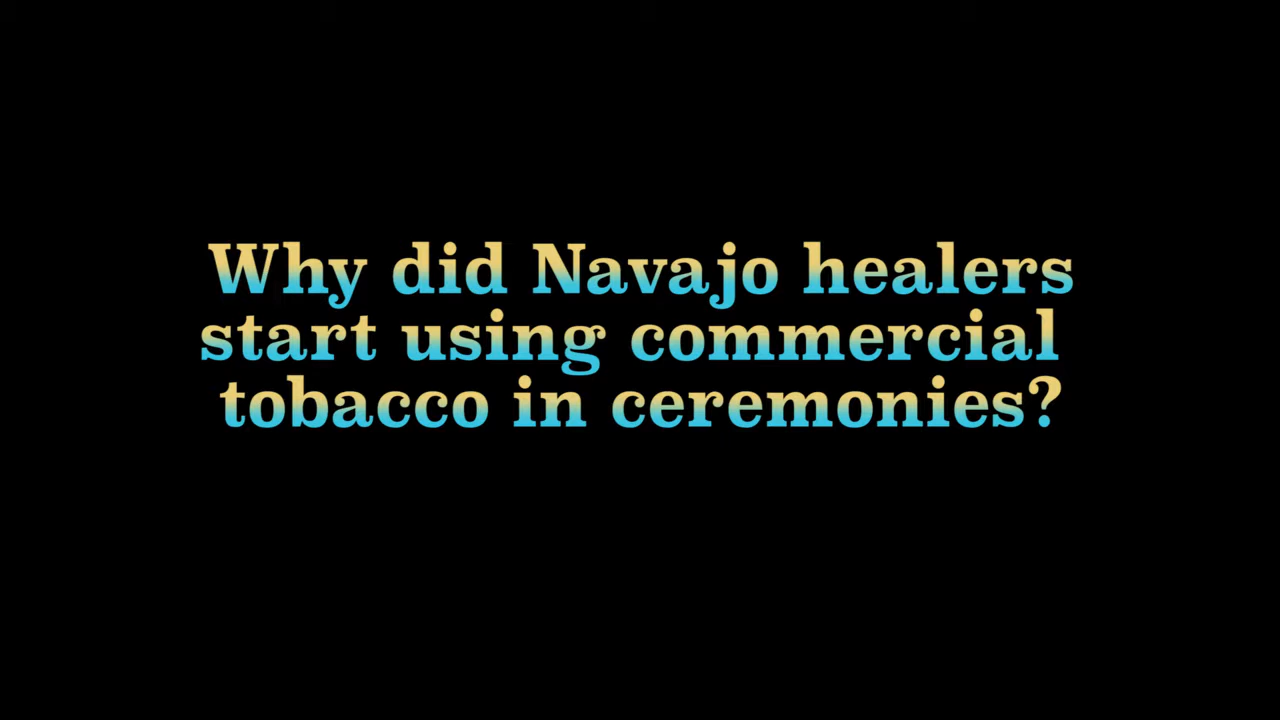 Why did Navajo healers
start using commercial
tobacco in ceremonies?